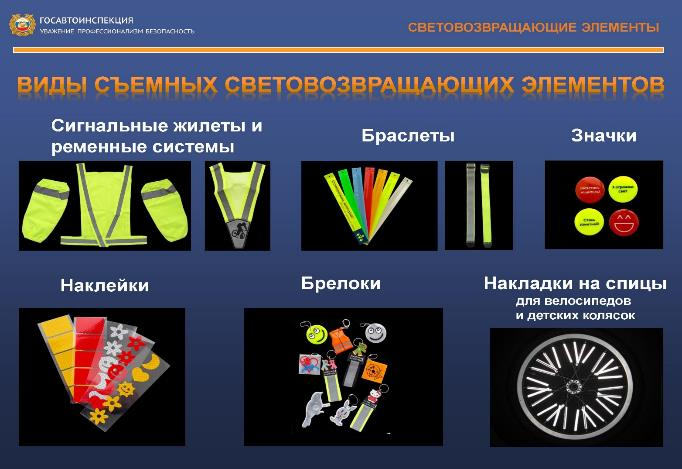 ГОСАВТОИНСПЕКЦИЯ
УВАЖЕНИЕ ПРОФЕССИОНАЛИЗМ БЕЗОПАСНОСТЬ
СВЕТОВОЗВРАЩАЮЩИЕ ЭЛЕМЕНТЫ
ВИДЫ СЪЕМНЫХ СВЕТОВОЗВРАЩАЮЩИХ ЭЛЕМЕНТОВ
Сигнальные жилеты и
ременные системы
Браслеты
Значки
Наклейки
Брелоки
Накладки на спицы
для велосипедов
и детских колясок